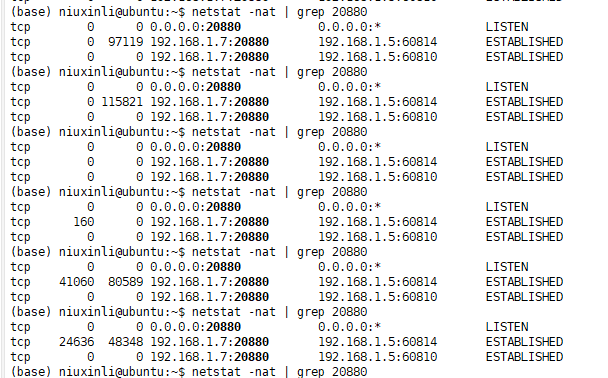 tcp 0 0 0.0.0.0:20880 0.0.0.0:* LISTEN
tcp 0 97119 192.168.1.7:20880 192.168.1.5:60814 ESTABLISHED
tcp 0 0 192.168.1.7:20880 192.168.1.5:60810 ESTABLISHED
(base) niuxinli@ubuntu:~$ netstat -nat | grep 20880
tcp 0 0 0.0.0.0:20880 0.0.0.0:* LISTEN
tcp 0 115821 192.168.1.7:20880 192.168.1.5:60814 ESTABLISHED
tcp 0 0 192.168.1.7:20880 192.168.1.5:60810 ESTABLISHED
(base) niuxinli@ubuntu:~$ netstat -nat | grep 20880
tcp 0 0 0.0.0.0:20880 0.0.0.0:* LISTEN
tcp 0 0 192.168.1.7:20880 192.168.1.5:60814 ESTABLISHED
tcp 0 0 192.168.1.7:20880 192.168.1.5:60810 ESTABLISHED
(base) niuxinli@ubuntu:~$ netstat -nat | grep 20880
tcp 0 0 0.0.0.0:20880 0.0.0.0:* LISTEN
tcp 160 0 192.168.1.7:20880 192.168.1.5:60814 ESTABLISHED
tcp 0 0 192.168.1.7:20880 192.168.1.5:60810 ESTABLISHED
(base) niuxinli@ubuntu:~$ netstat -nat | grep 20880
tcp 0 0 0.0.0.0:20880 0.0.0.0:* LISTEN
tcp 41060 80589 192.168.1.7:20880 192.168.1.5:60814 ESTABLISHED
tcp 0 0 192.168.1.7:20880 192.168.1.5:60810 ESTABLISHED
(base) niuxinli@ubuntu:~$ netstat -nat | grep 20880
tcp 0 0 0.0.0.0:20880 0.0.0.0:* LISTEN
tcp 24636 48348 192.168.1.7:20880 192.168.1.5:60814 ESTABLISHED
tcp 0 0 192.168.1.7:20880 192.168.1.5:60810 ESTABLISHED
(base) niuxinli@ubuntu:~$ netstat -nat | grep 20880